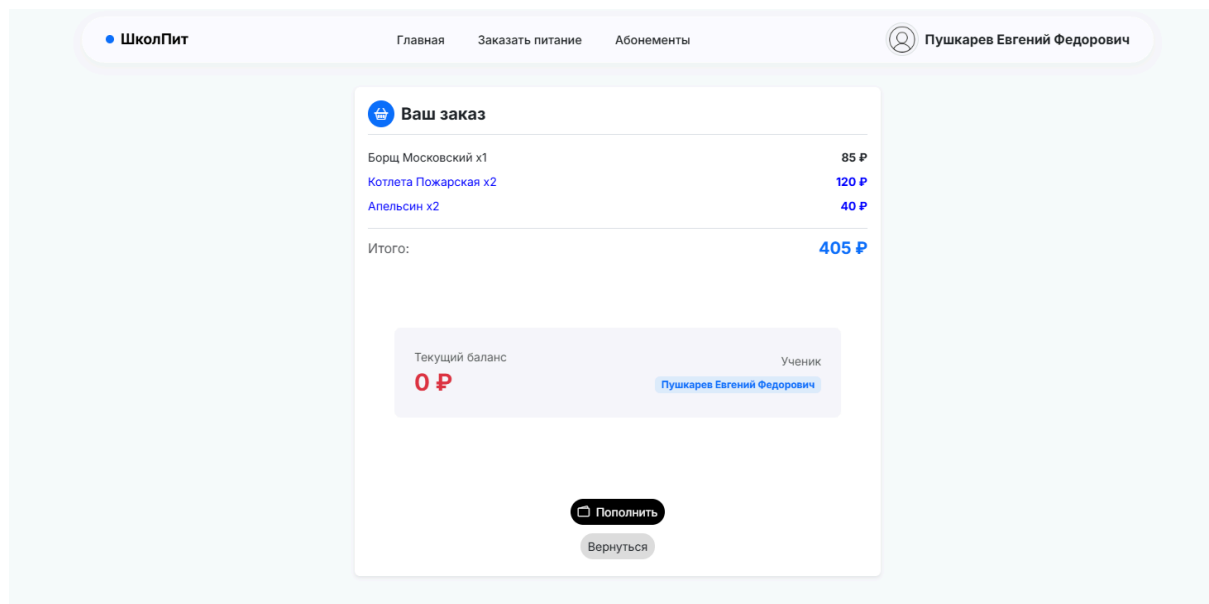 ШколПит Главная Заказать питание Абонементы Пушкарев Евгений Федорович
Ваш заказ
Борщ Московский x1 85 ₽
Котлета Пожарская x2 120 ₽
Апельсин x2 40 ₽
Итого: 405 ₽
Текущий баланс Ученик
0 ₽ Пушкарев Евгений Федорович
Пополнить
Вернуться